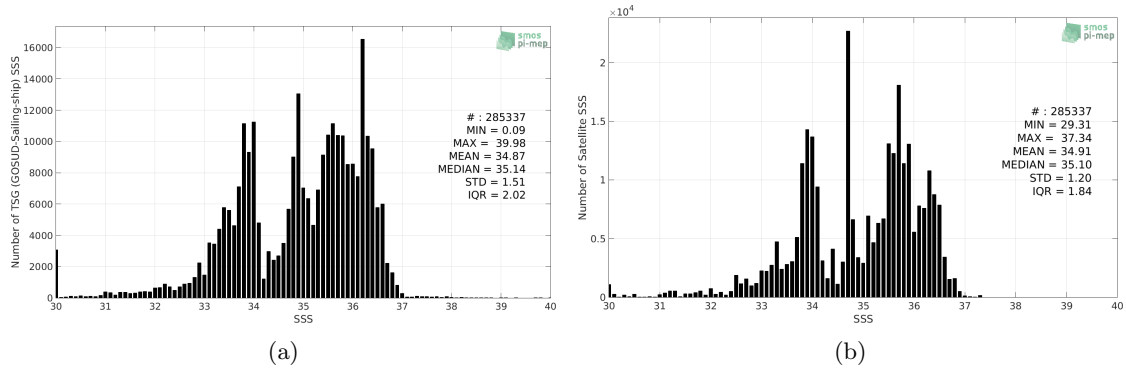 smos
pi-mep
Number of TSG (GOSUD-Sailing-ship) SSS
16000
14000
12000
10000
8000
6000
4000
2000
0
# : 285337
MIN = 0.09
MAX = 39.98
MEAN = 34.87
MEDIAN = 35.14
STD = 1.51
IQR = 2.02
30 31 32 33 34 35 36 37 38 39 40
SSS
(a)
×10⁴
smos
pi-mep
Number of Satellite SSS
2
1.5
1
0.5
0
# : 285337
MIN = 29.31
MAX = 37.34
MEAN = 34.91
MEDIAN = 35.10
STD = 1.20
IQR = 1.84
30 31 32 33 34 35 36 37 38 39 40
SSS
(b)